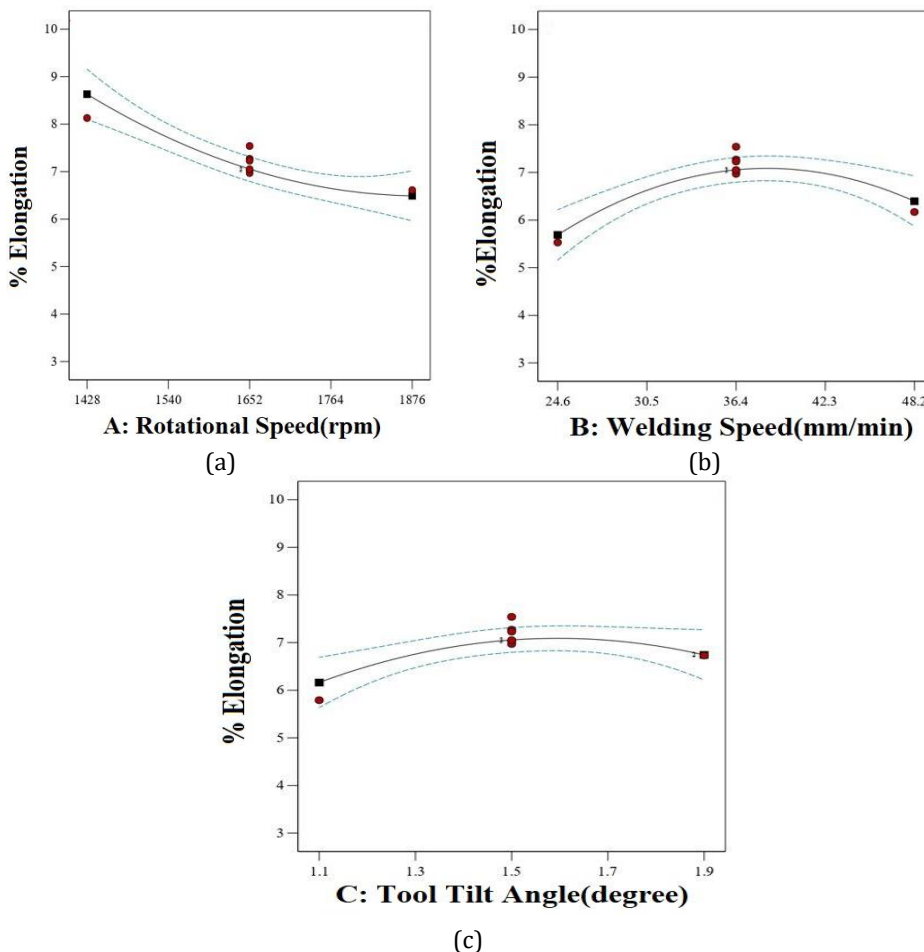 10
9
8
7
6
5
4
3
% Elongation
1428 1540 1652 1764 1876
A: Rotational Speed(rpm)
(a)
10
9
8
7
6
5
4
3
%Elongation
24.6 30.5 36.4 42.3 48.2
B: Welding Speed(mm/min)
(b)
10
9
8
7
6
5
4
3
% Elongation
1.1 1.3 1.5 1.7 1.9
C: Tool Tilt Angle(degree)
(c)